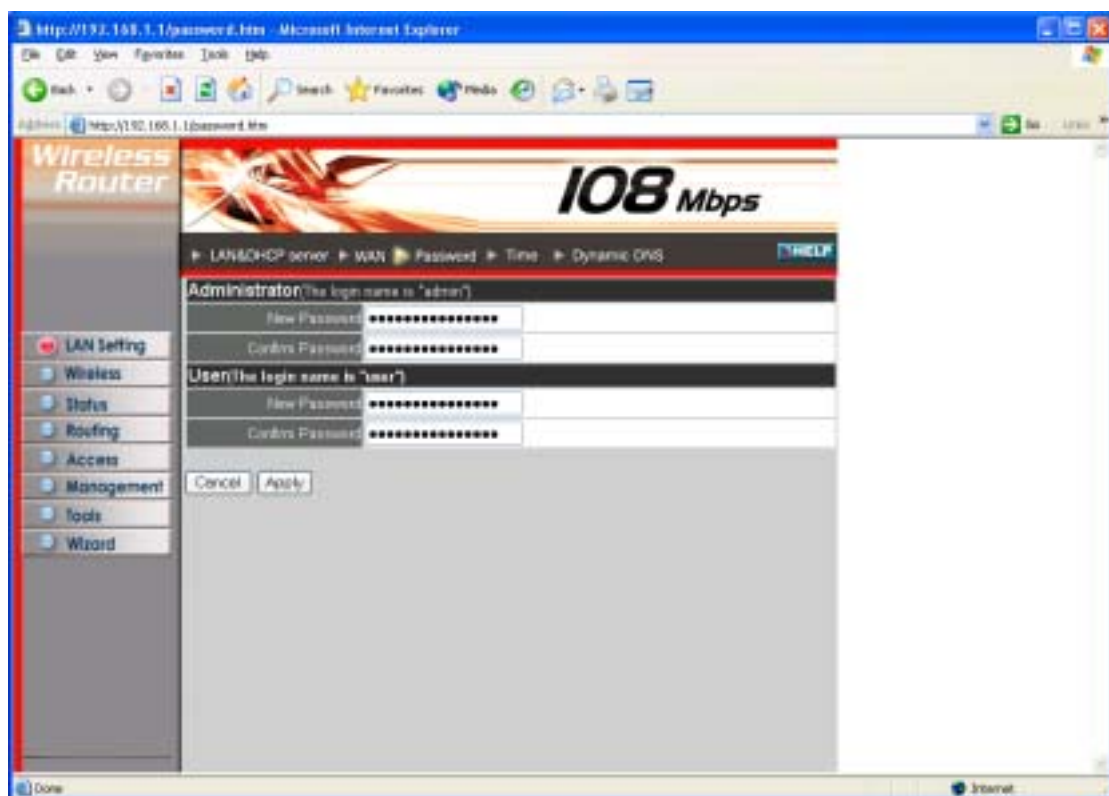 http://192.168.1.1/password.htm - Microsoft Internet Explorer
File Edit View Favorites Tools Help
Back Search Favorites Media
Address http://192.168.1.1/password.htm Go Links
Wireless Router
108 Mbps
LAN&DHCP server WAN Password Time Dynamic DNS HELP
Administrator(The login name is "admin")
New Password
Confirm Password
User(The login name is "user")
New Password
Confirm Password
Cancel Apply
LAN Setting
Wireless
Status
Routing
Access
Management
Tools
Wizard
Done Internet